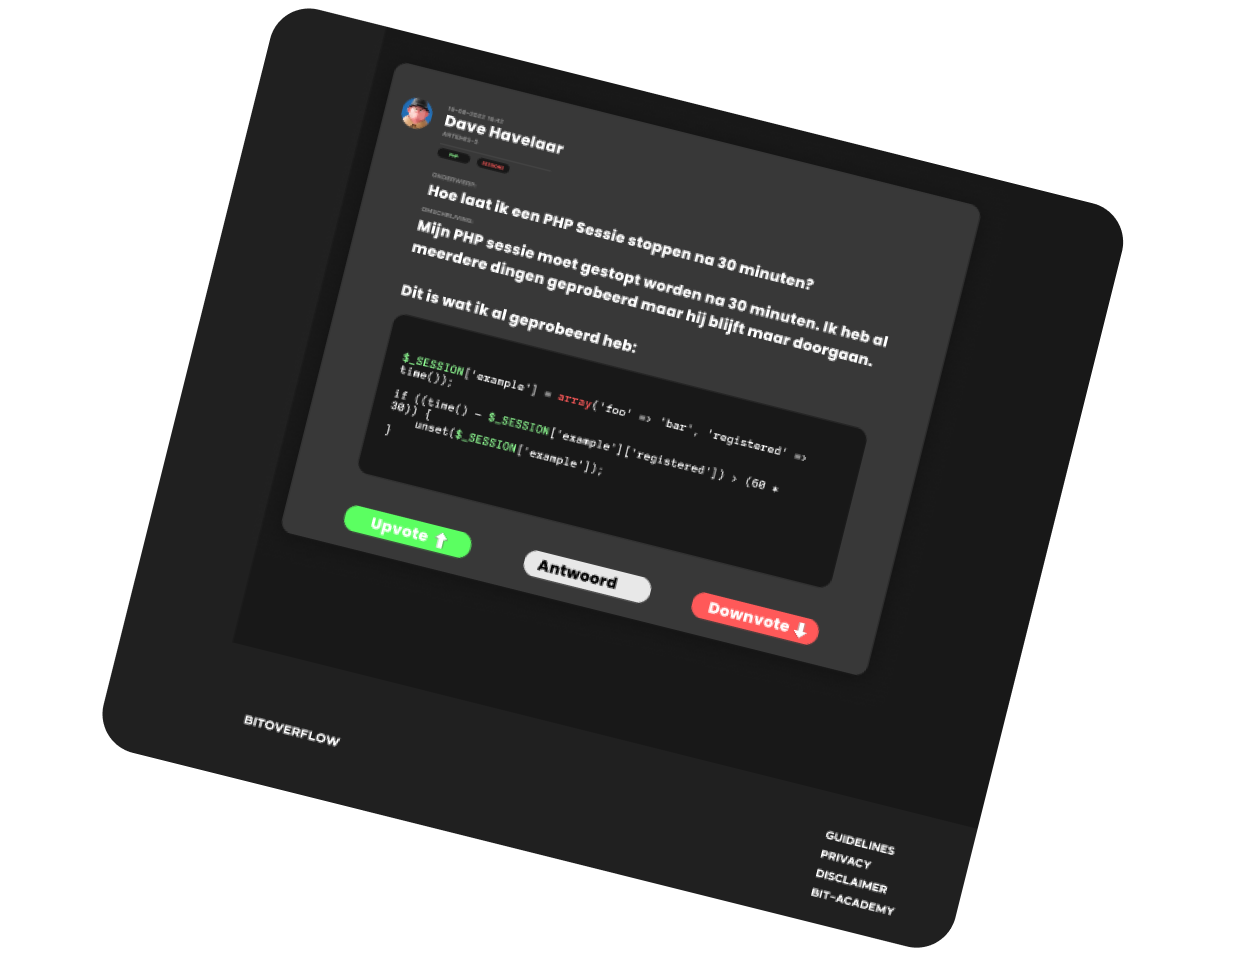 19-08-2022 18:42
Dave Havelaar
ARTEMIS-5
PHP
SESSIONS
ONDERWERP:
Hoe laat ik een PHP Sessie stoppen na 30 minuten?
OMSCHRIJVING:
Mijn PHP sessie moet gestopt worden na 30 minuten. Ik heb al
meerdere dingen geprobeerd maar hij blijft maar doorgaan.
Dit is wat ik al geprobeerd heb:
$_SESSION['example'] = array('foo' => 'bar', 'registered' =>
time());
if ((time() - $_SESSION['example']['registered']) > (60 *
30)) {
unset($_SESSION['example']);
}
Upvote
Antwoord
Downvote
BITOVERFLOW
GUIDELINES
PRIVACY
DISCLAIMER
BIT-ACADEMY